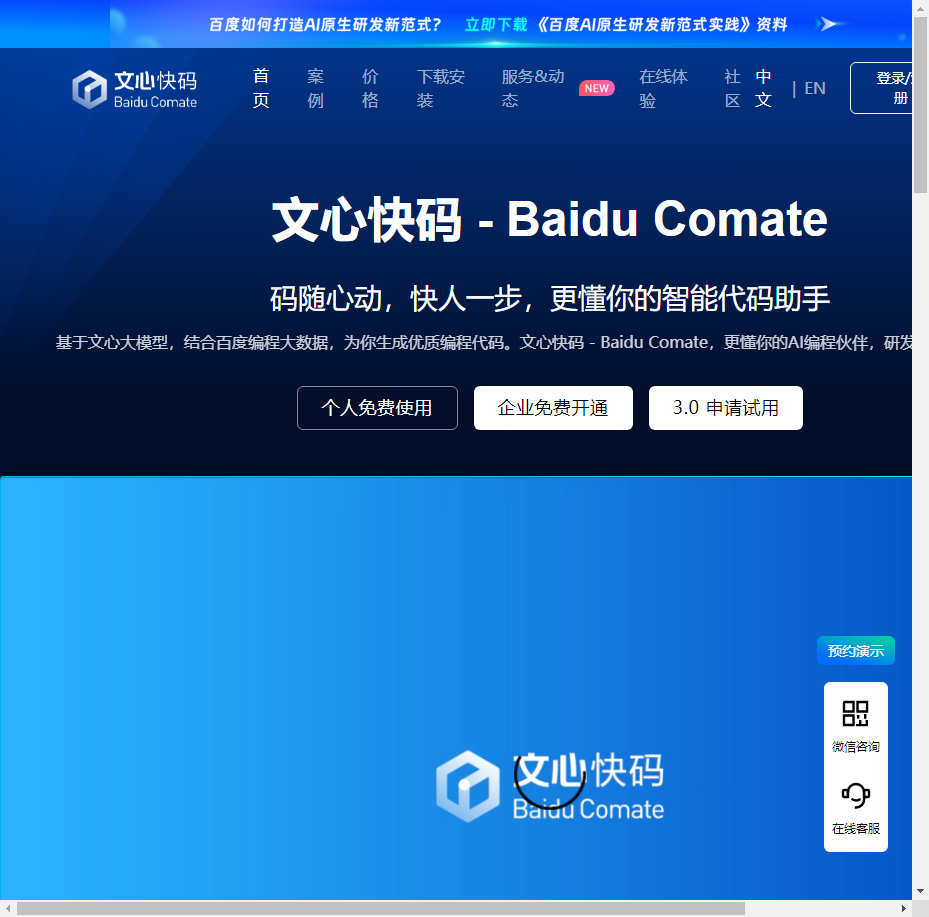 百度如何打造AI原生研发新范式？ 立即下载《百度AI原生研发新范式实践》资料
文心快码
Baidu Comate
首页
案例
价格
下载安装
服务&动态
NEW
在线体验
社区
中文
| EN
登录/
册
文心快码 - Baidu Comate
码随心动，快人一步，更懂你的智能代码助手
基于文心大模型，结合百度编程大数据，为你生成优质编程代码。文心快码 - Baidu Comate，更懂你的AI编程伙伴，研发
个人免费使用
企业免费开通
3.0 申请试用
预约演示
微信咨询
在线客服
文心快码
Baidu Comate